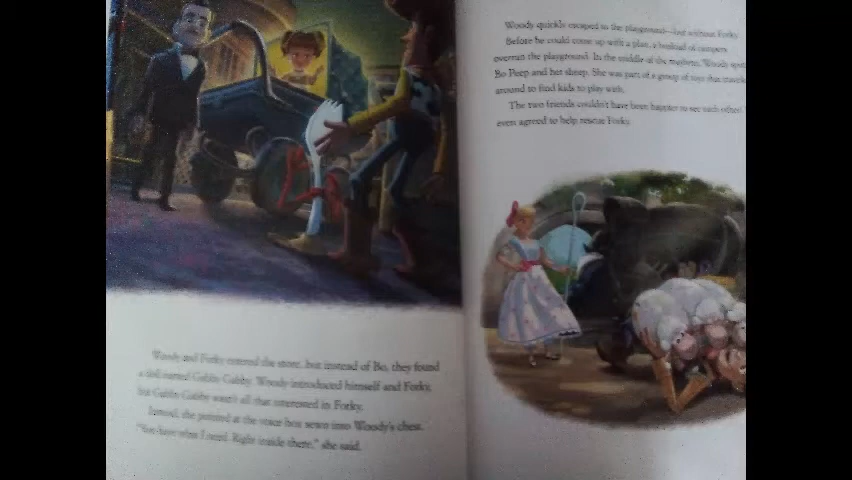 Woody and Forky entered the store, but instead of Bo, they found
a doll named Gabby Gabby. Woody introduced himself and Forky,
but Gabby Gabby wasn't all that interested in Forky.
Instead, she pointed at the voice box sewn into Woody's chest.
"You have what I need. Right inside there," she said.
Woody quickly escaped to the playground—but without Forky.
Before he could come up with a plan, a busload of campers
overran the playground. In the middle of the mayhem, Woody
Bo Peep and her sheep. She was part of a group of toys that
around to find kids to play with.
The two friends couldn't have been happier to see each other!
even agreed to help rescue Forky.